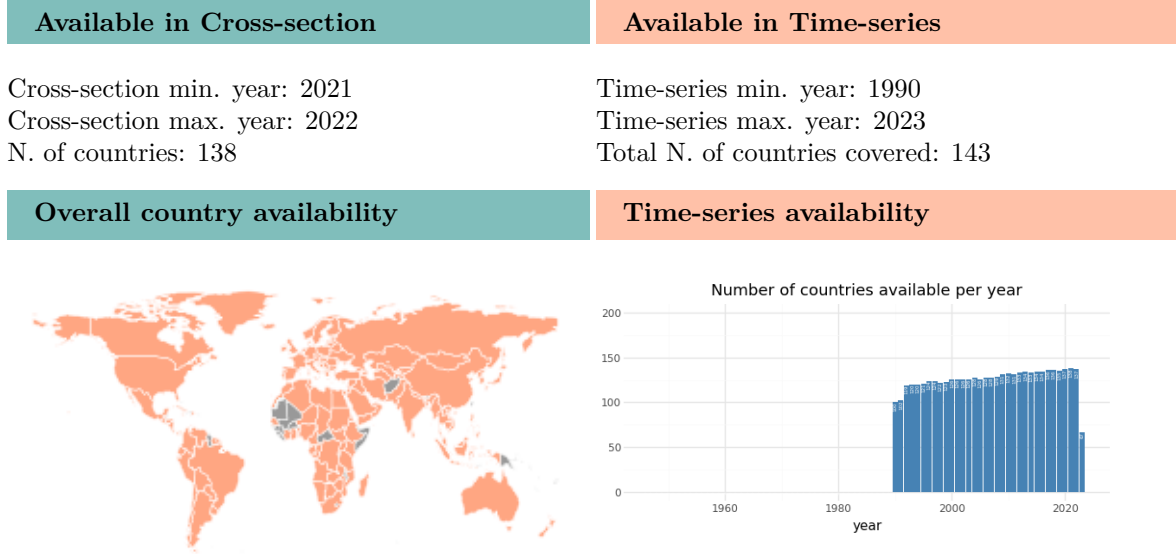 Available in Cross-section
Available in Time-series
Cross-section min. year: 2021
Cross-section max. year: 2022
N. of countries: 138
Time-series min. year: 1990
Time-series max. year: 2023
Total N. of countries covered: 143
Overall country availability
Time-series availability
Number of countries available per year
200
150
100
50
0
1960
1980
2000
2020
year